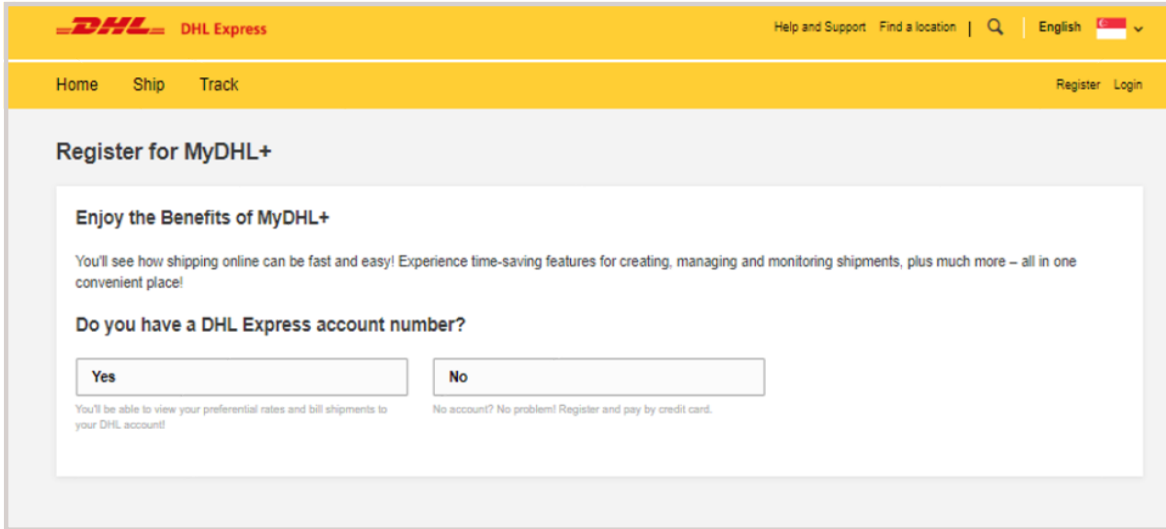 DHL DHL Express
Help and Support Find a location | English
Home Ship Track
Register Login
Register for MyDHL+
Enjoy the Benefits of MyDHL+
You'll see how shipping online can be fast and easy! Experience time-saving features for creating, managing and monitoring shipments, plus much more – all in one
convenient place!
Do you have a DHL Express account number?
Yes
No
You'll be able to view your preferential rates and bill shipments to
your DHL account!
No account? No problem! Register and pay by credit card.